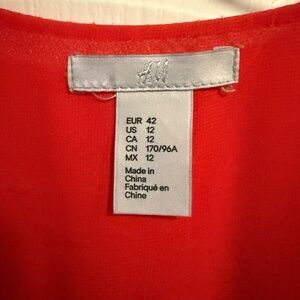 H&M
EUR 42
US 12
CA 12
CN 170/96A
MX 12
Made in
China
Fabriqué en
Chine